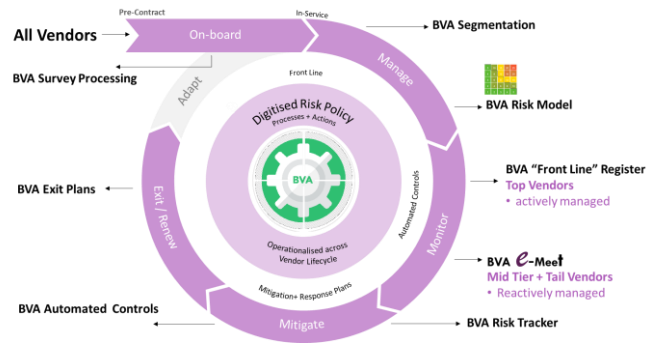 Pre-Contract
In-Service
All Vendors
On-board
BVA Segmentation
BVA Survey Processing
Adapt
Manage
Front Line
Digitised Risk Policy
Processes + Actions
BVA
BVA Risk Model
BVA Exit Plans
Exit / Renew
Automated Controls
Monitor
BVA “Front Line” Register
Top Vendors
• actively managed
Operationalised across
Vendor Lifecycle
BVA e-Meet
Mid Tier + Tail Vendors
• Reactively managed
Mitigation+ Response Plans
BVA Automated Controls
Mitigate
BVA Risk Tracker